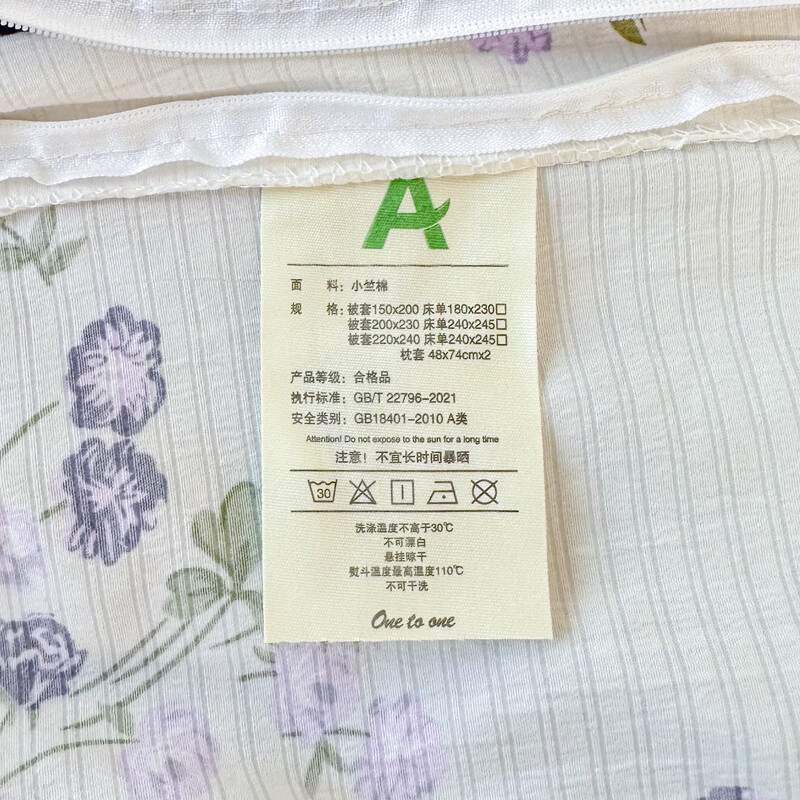 A
面 料：小竺棉
规 格：被套150x200 床单180x230□
被套200x230 床单240x245□
被套220x240 床单240x245□
枕套 48x74cmx2
产品等级：合格品
执行标准：GB/T 22796-2021
安全类别：GB18401-2010 A类
Attention! Do not expose to the sun for a long time
注意！不宜长时间暴晒
30
洗涤温度不高于30℃
不可漂白
悬挂晾干
熨斗温度最高温度110℃
不可干洗
One to one